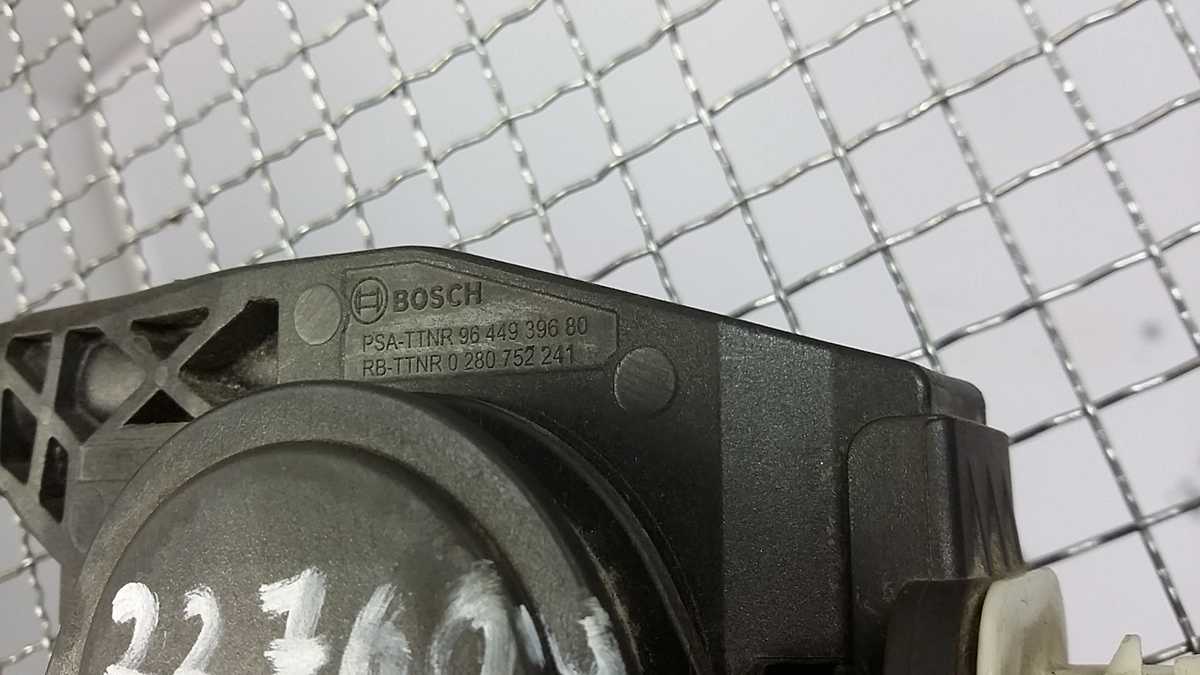 BOSCH
PSA-TTNR 96 449 396 80
RB-TTNR 0 280 752 241